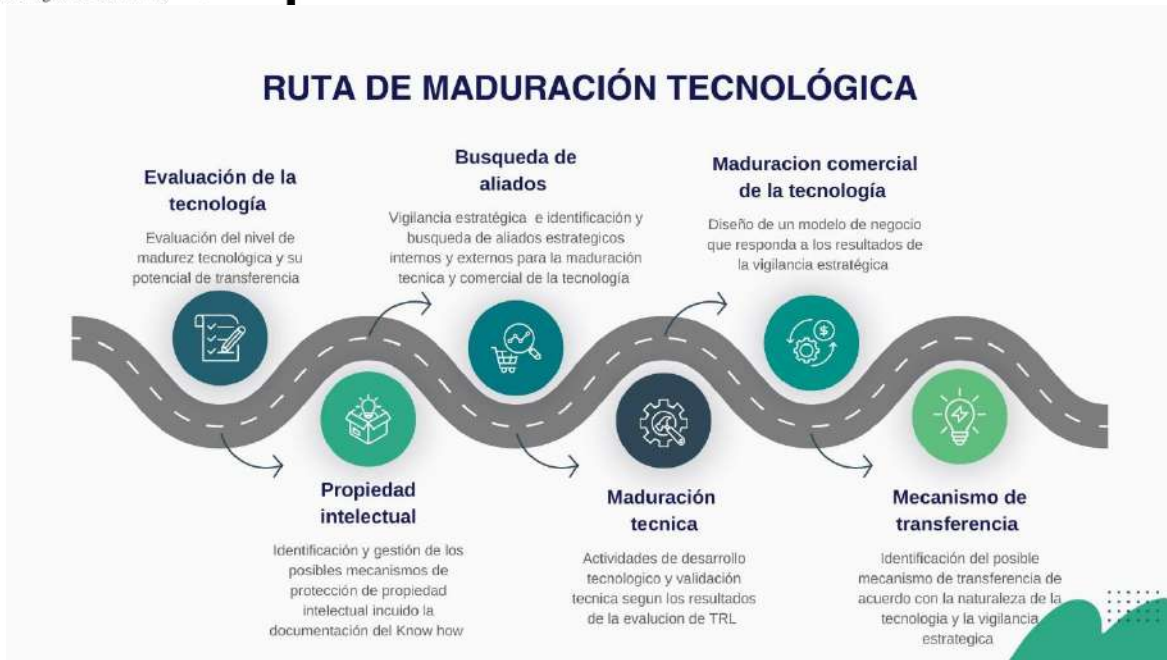 RUTA DE MADURACIÓN TECNOLÓGICA
Evaluación de la
tecnología
Evaluación del nivel de
madurez tecnológica y su
potencial de transferencia
Propiedad
intelectual
Identificación y gestión de los
posibles mecanismos de
protección de propiedad
intelectual incuido la
documentación del Know how
Busqueda de
aliados
Vigilancia estratégica e identificación y
busqueda de aliados estrategicos
internos y externos para la maduración
tecnica y comercial de la tecnología
Maduración
tecnica
Actividades de desarrollo
tecnologico y validación
tecnica segun los resultados
de la evalucion de TRL
Maduracion comercial
de la tecnología
Diseño de un modelo de negocio
que responda a los resultados de
la vigilancia estratégica
Mecanismo de
transferencia
Identificación del posible
mecanismo de transferencia de
acuerdo con la naturaleza de la
tecnologia y la vigilancia
estrategica